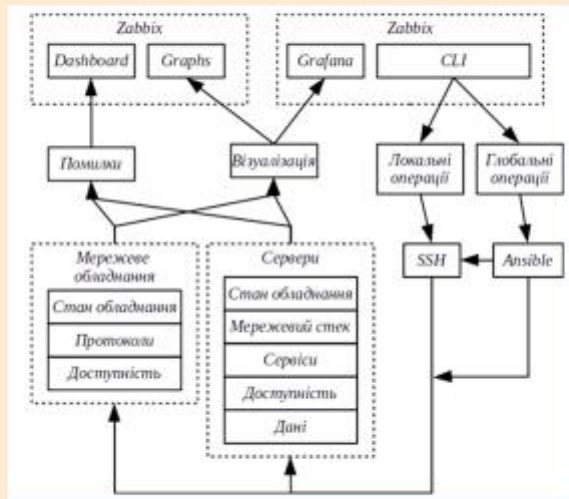 Zabbix
Zabbix
Dashboard
Graphs
Grafana
CLI
Помилки
Візуалізація
Локальні
операції
Глобальні
операції
Мережеве
обладнання
Сервери
SSH
Ansible
Стан обладнання
Протоколи
Доступність
Стан обладнання
Мережевий стек
Сервіси
Доступність
Дані